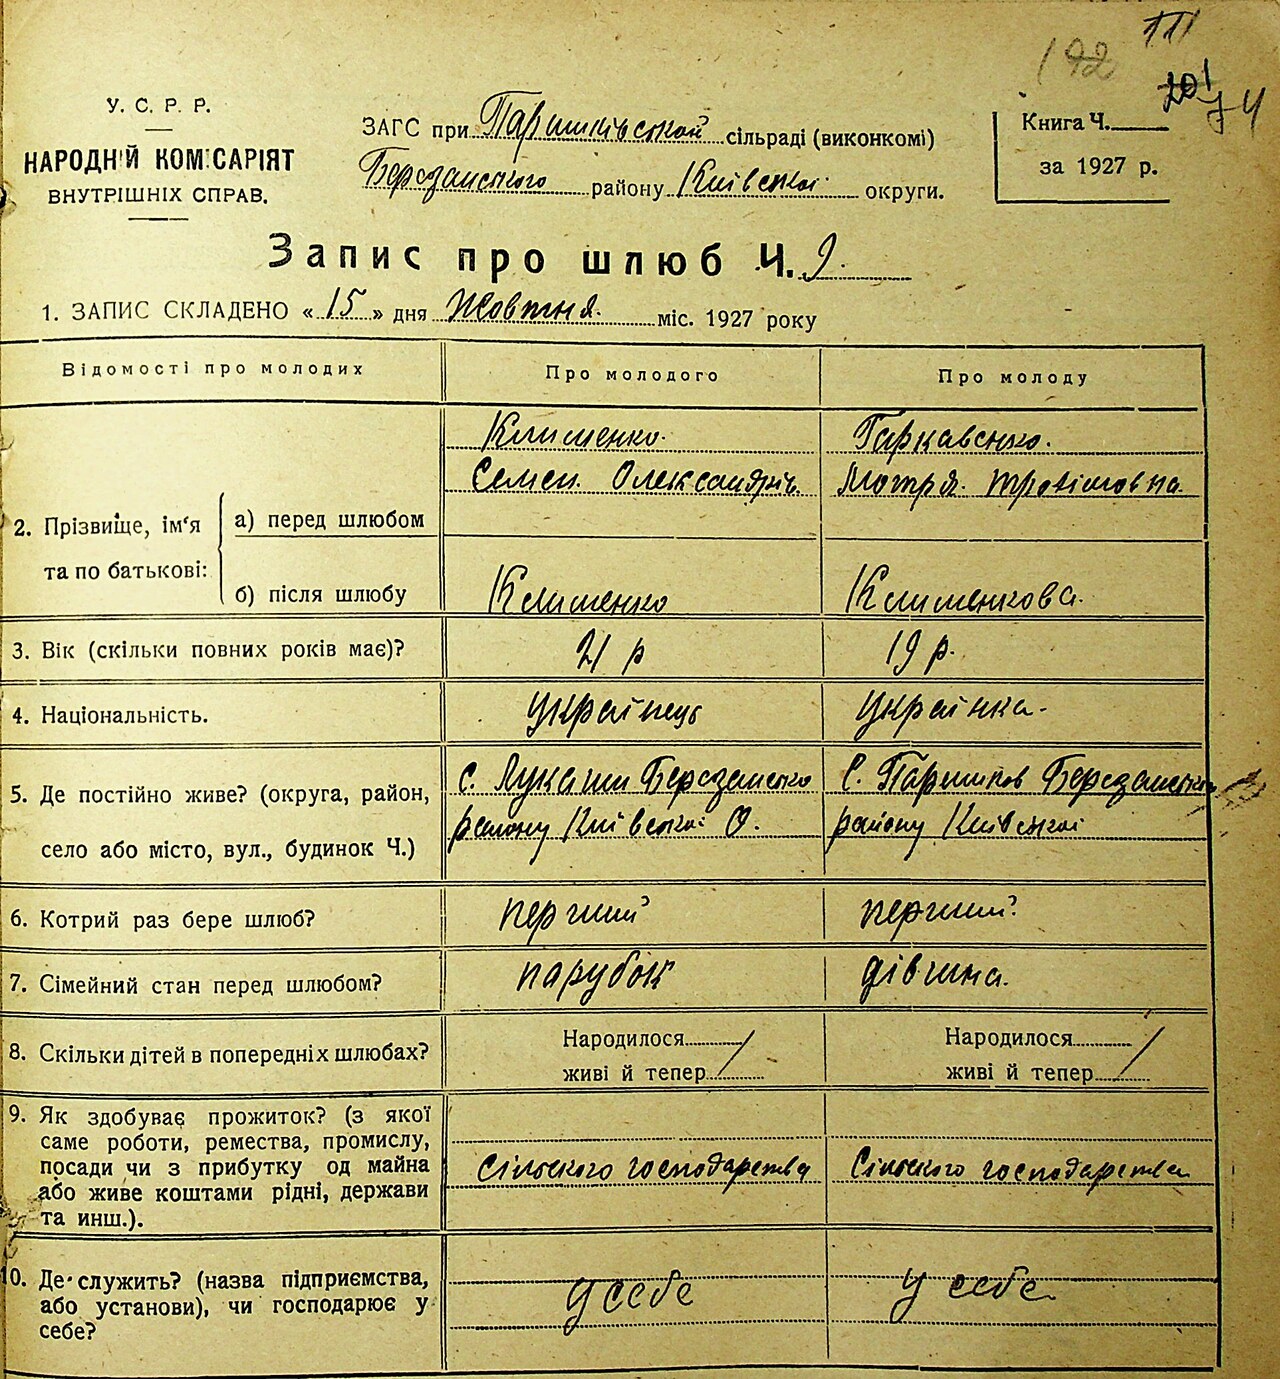 192
111
201
74
У. С. Р. Р.
НАРОДНІЙ КОМІСАРІЯТ
ВНУТРІШНІХ СПРАВ.
ЗАГС при Паришківській сільраді (виконкомі)
Березанського району Київської округи.
Книга Ч.
за 1927 р.
Запис про шлюб Ч. 9.
1. ЗАПИС СКЛАДЕНО « 15 » дня Жовтня. міс. 1927 року
Відомості про молодих
Про молодого
Про молоду
2. Прізвище, ім'я та по батькові:
а) перед шлюбом
Клименко.
Семен. Олександрів.
Гаркавенко.
Мотря. Трохимовна.
б) після шлюбу
Клименко
Клименкова.
3. Вік (скільки повних років має)?
21 р
19 р.
4. Національність.
Українець
Українка.
5. Де постійно живе? (округа, район,
село або місто, вул., будинок Ч.)
с. Лукаши Березансько
району Київської О.
С. Паришков Березансько
району Київської
6. Котрий раз бере шлюб?
перший
перший.
7. Сімейний стан перед шлюбом?
парубок
дівчина.
8. Скільки дітей в попередніх шлюбах?
Народилося /
живі й тепер
Народилося /
живі й тепер
9. Як здобуває прожиток? (з якої
саме роботи, ремества, промислу,
посади чи з прибутку од майна
або живе коштами рідні, держави
та инш.).
сільского господарства
Сільского господарства
10. Де служить? (назва підприємства,
або установи), чи господарює у
себе?
у себе
у себе